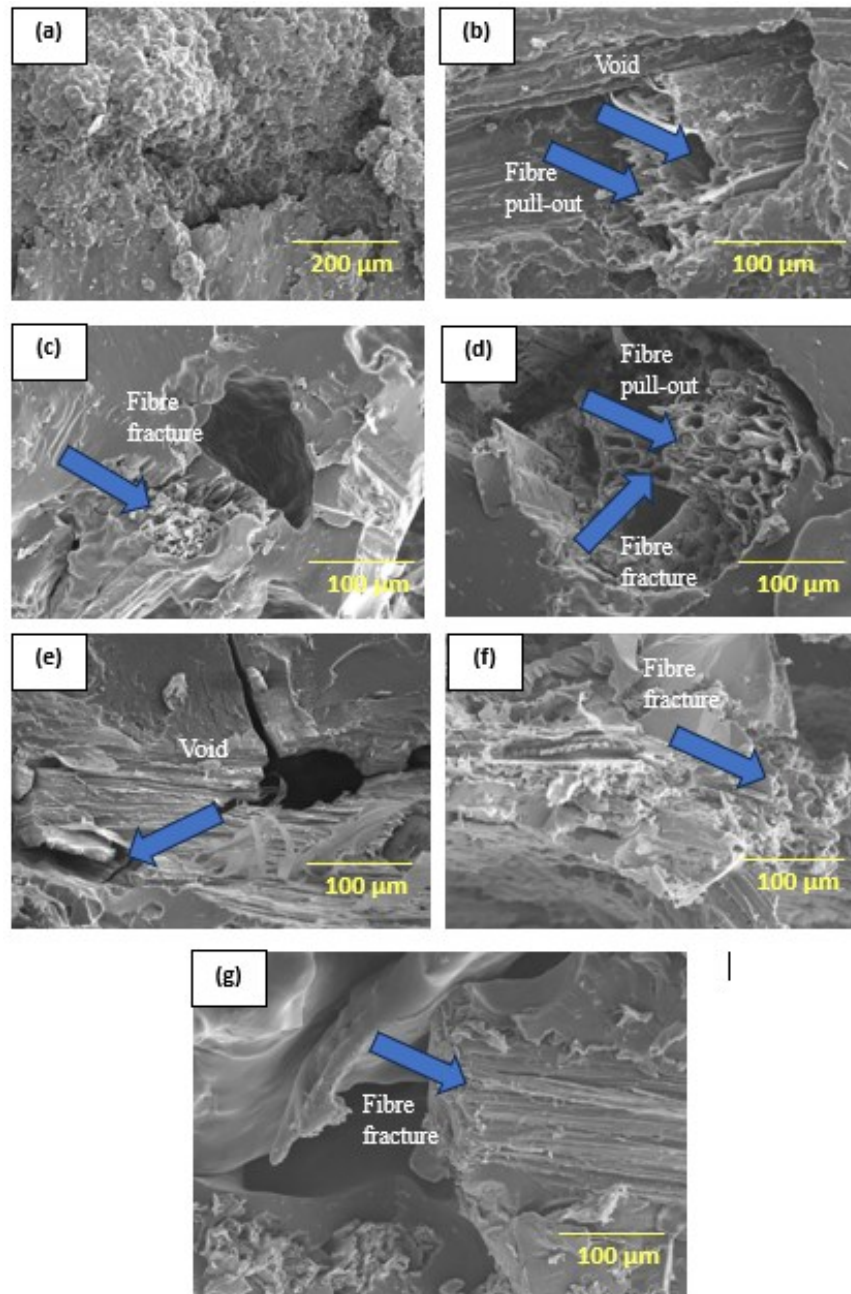 (a)
200 µm
(b)
Void
Fibre
pull-out
100 µm
(c)
Fibre
fracture
100 µm
(d)
Fibre
pull-out
Fibre
fracture
100 µm
(e)
Void
100 µm
(f)
Fibre
fracture
100 µm
(g)
Fibre
fracture
100 µm